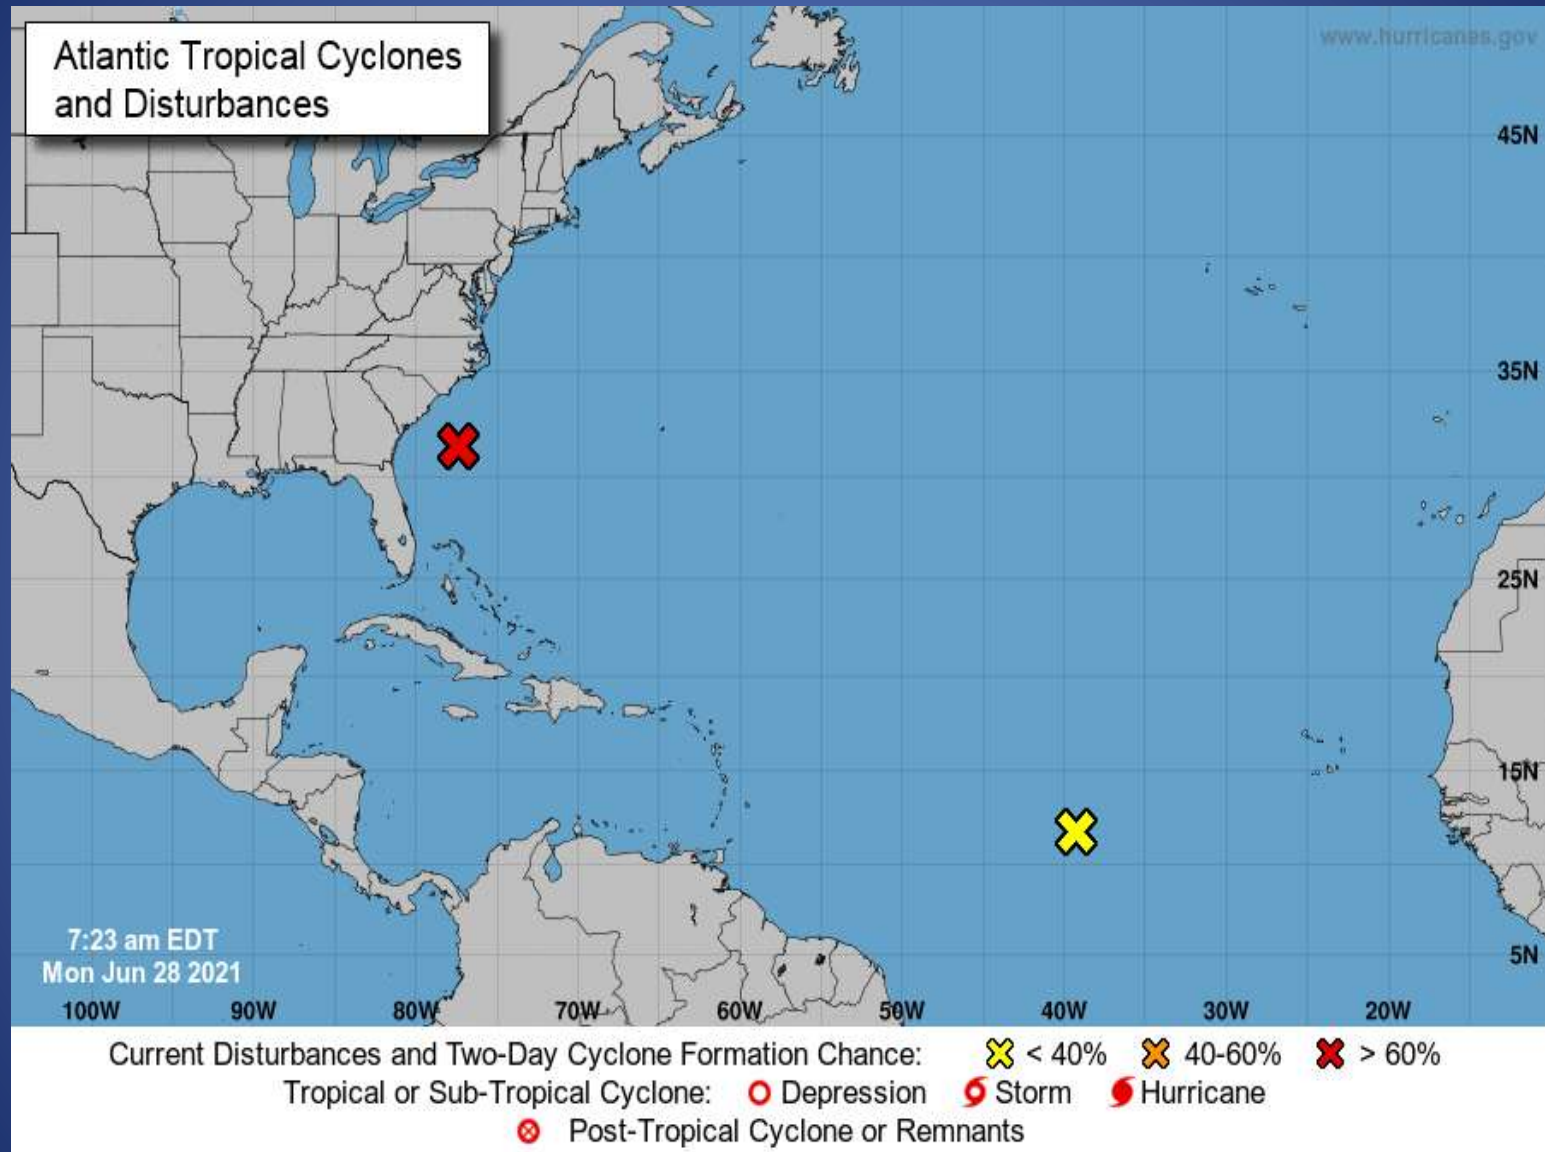 Atlantic Tropical Cyclones
and Disturbances
www.hurricanes.gov
45N
35N
25N
15N
5N
7:23 am EDT
Mon Jun 28 2021
100W 90W 80W 70W 60W 50W 40W 30W 20W
Current Disturbances and Two-Day Cyclone Formation Chance: < 40% 40-60% > 60%
Tropical or Sub-Tropical Cyclone: Depression Storm Hurricane
Post-Tropical Cyclone or Remnants